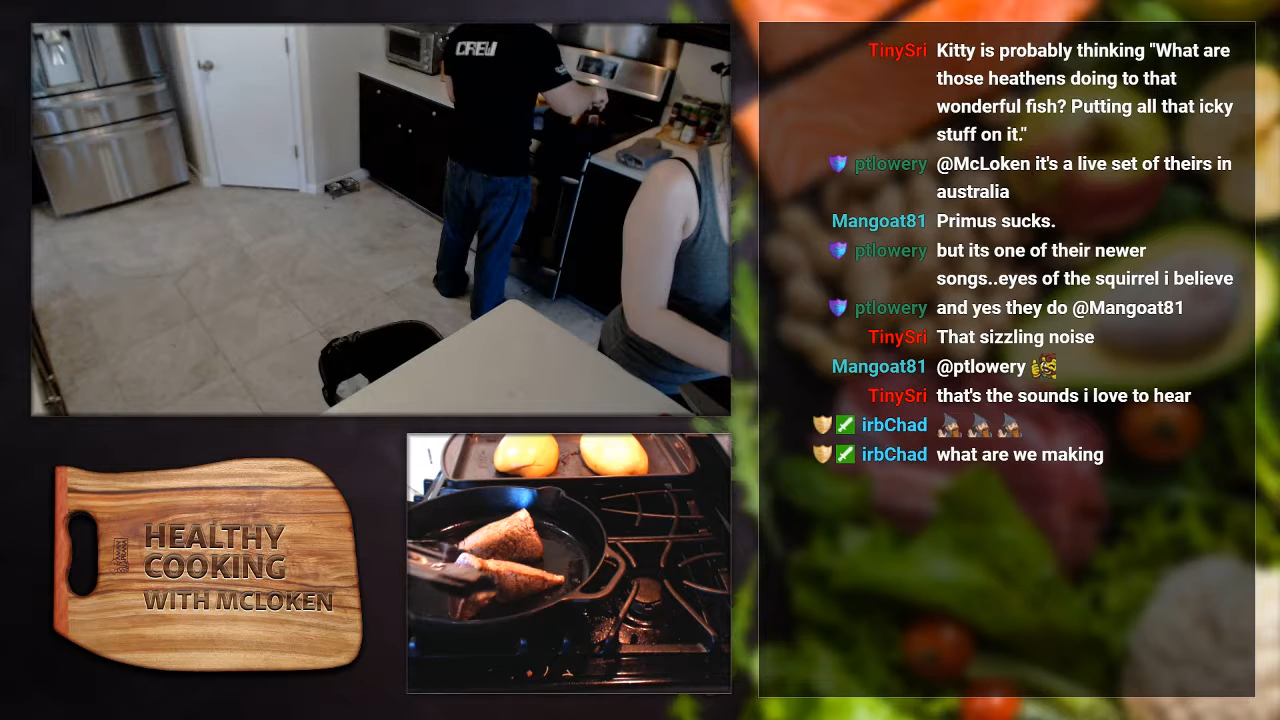 CREW
TinySri Kitty is probably thinking "What are
those heathens doing to that
wonderful fish? Putting all that icky
stuff on it."
ptlowery @McLoken it's a live set of theirs in
australia
Mangoat81 Primus sucks.
ptlowery but its one of their newer
songs..eyes of the squirrel i believe
ptlowery and yes they do @Mangoat81
TinySri That sizzling noise
Mangoat81 @ptlowery
TinySri that's the sounds i love to hear
irbChad
irbChad what are we making
HEALTHY
COOKING
WITH MCLOKEN